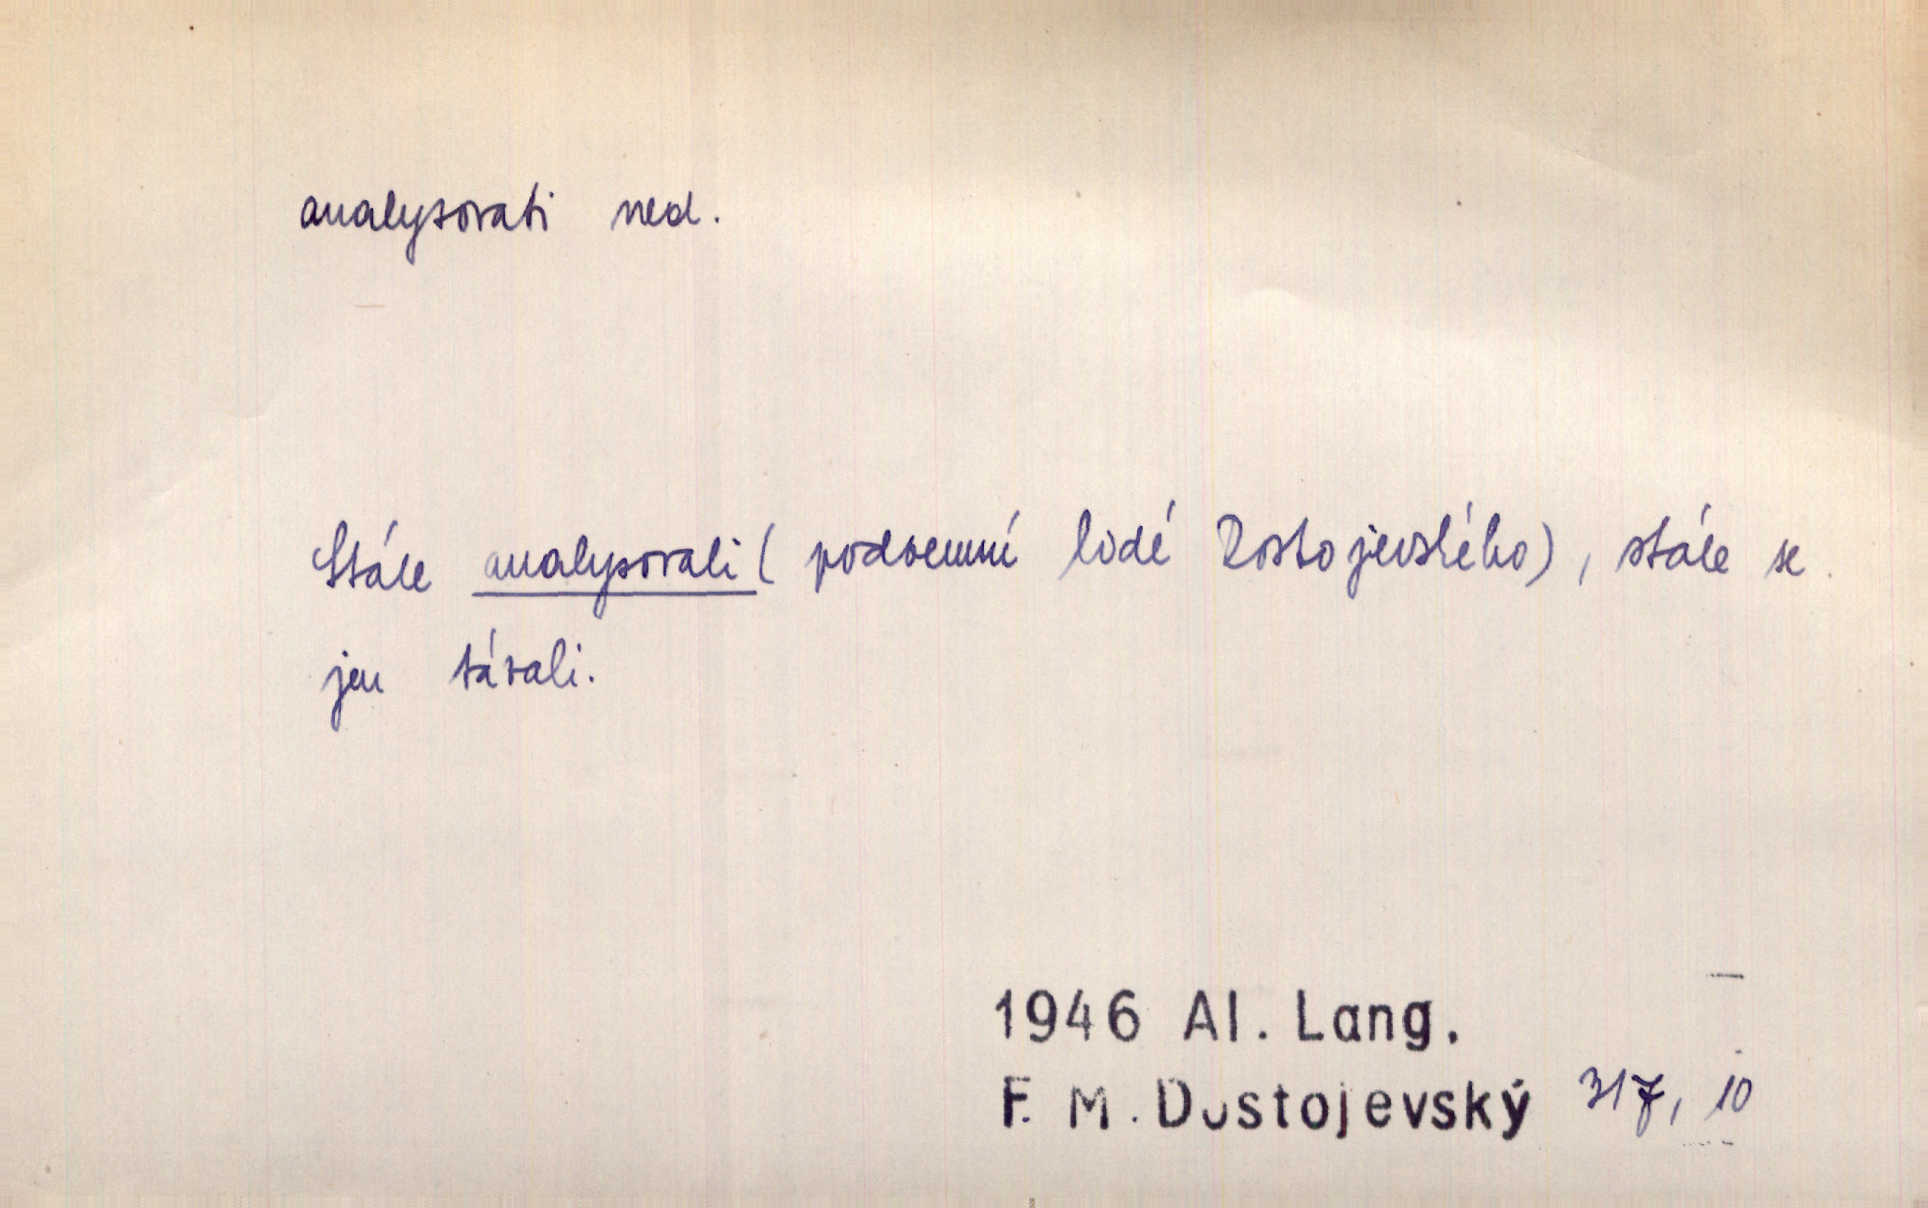 analysovati ned.
Stále analysovali ( podzemní lidé Dostojevského), stále se
jen tázali.
1946 Al. Lang.
F. M. Dostojevský 317, 10